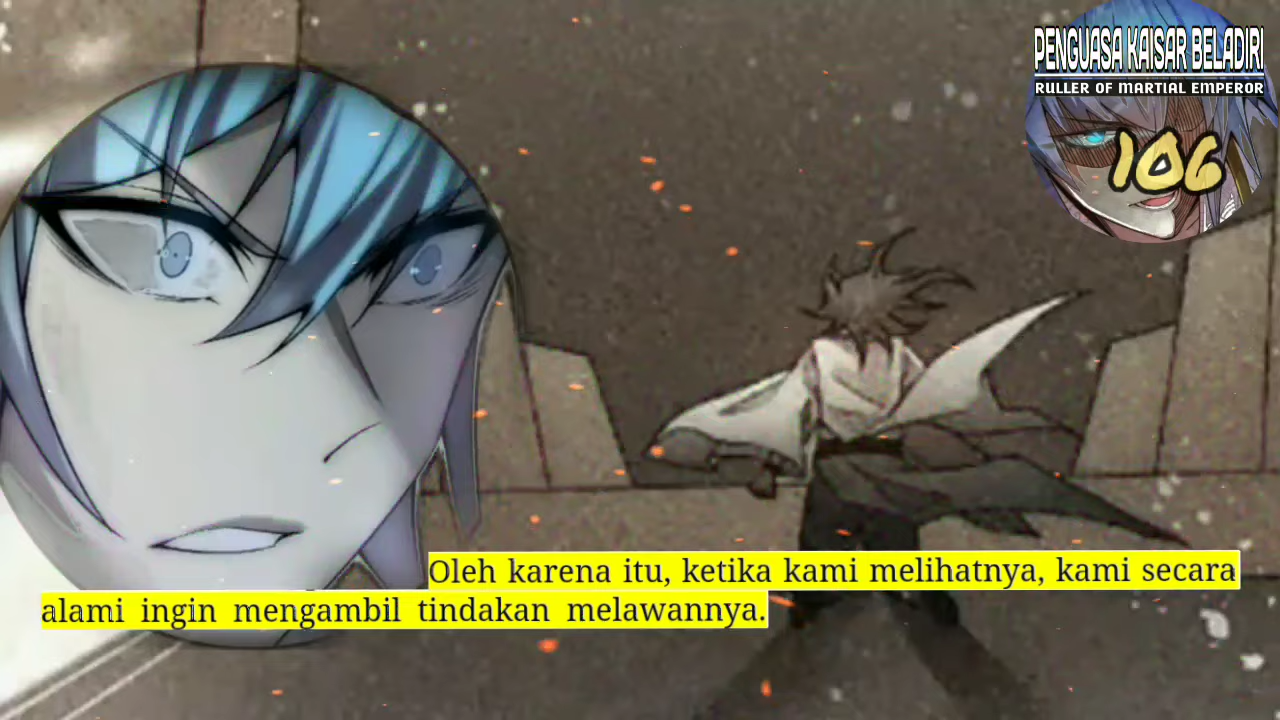 PENGUASA KAISAR BELADIRI
RULLER OF MARTIAL EMPEROR
106
Oleh karena itu, ketika kami melihatnya, kami secara
alami ingin mengambil tindakan melawannya.